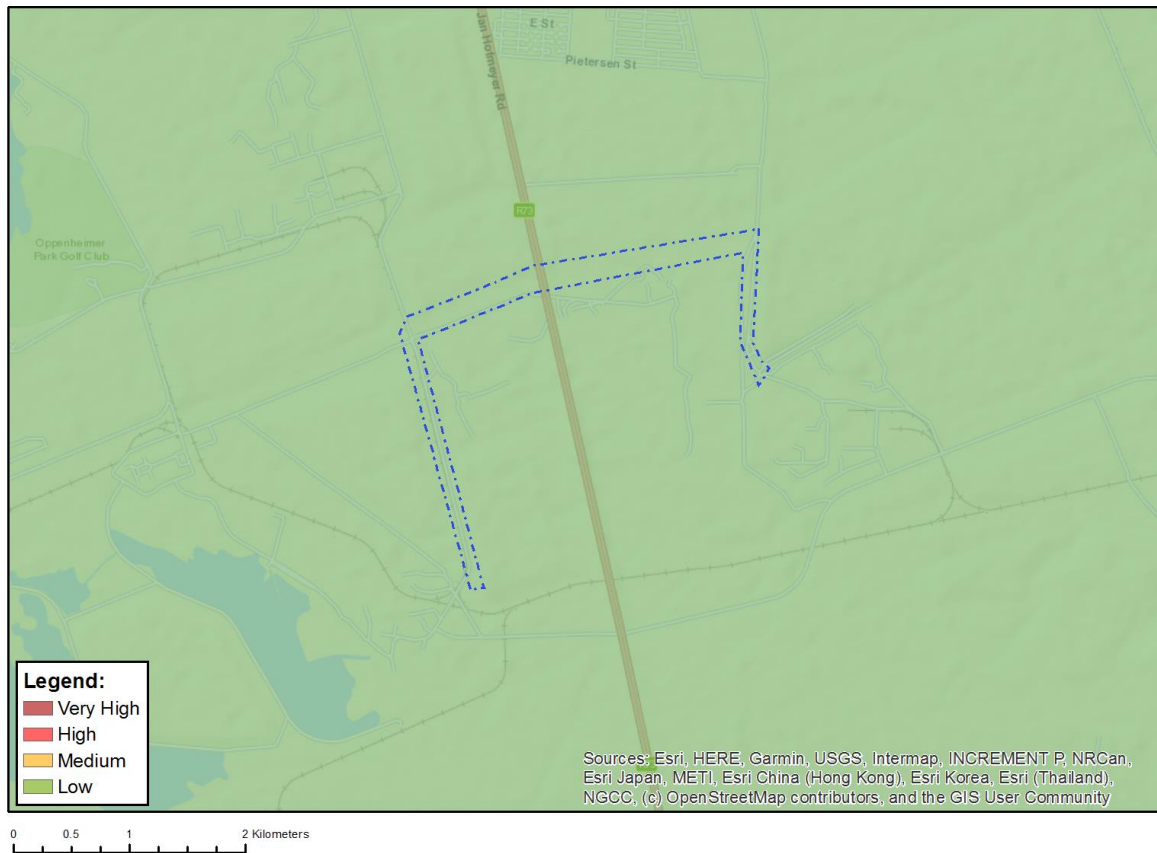 E St
Pietersen St
Jan Hofmeyer Rd
R73
Oppenheimer
Park Golf Club
Legend:
Very High
High
Medium
Low
Sources: Esri, HERE, Garmin, USGS, Intermap, INCREMENT P, NRCan,
Esri Japan, METI, Esri China (Hong Kong), Esri Korea, Esri (Thailand),
NGCC, (c) OpenStreetMap contributors, and the GIS User Community
0 0.5 1 2 Kilometers